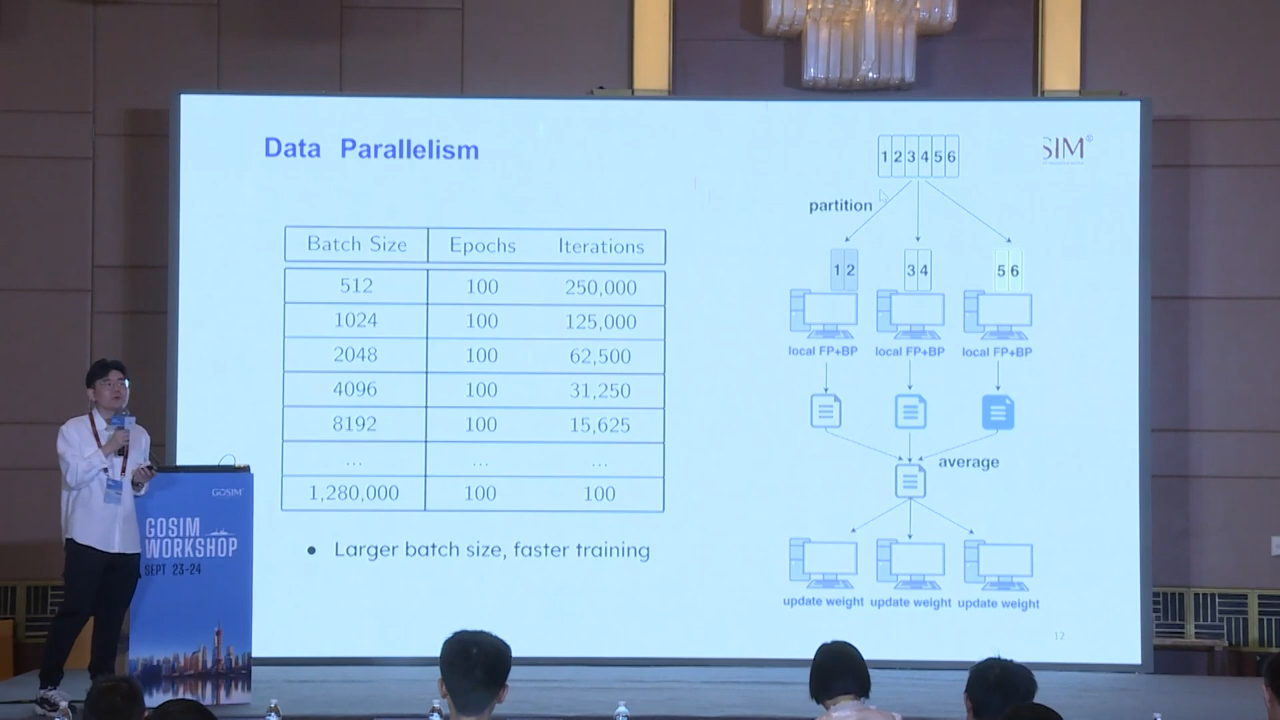 Data Parallelism
SIM®
Batch Size Epochs Iterations
512 100 250,000
1024 100 125,000
2048 100 62,500
4096 100 31,250
8192 100 15,625
... ... ...
1,280,000 100 100
• Larger batch size, faster training
1 2 3 4 5 6
partition
1 2 3 4 5 6
local FP+BP local FP+BP local FP+BP
average
update weight update weight update weight
12
GOSIM
GOSIM
WORKSHOP
SEPT 23-24